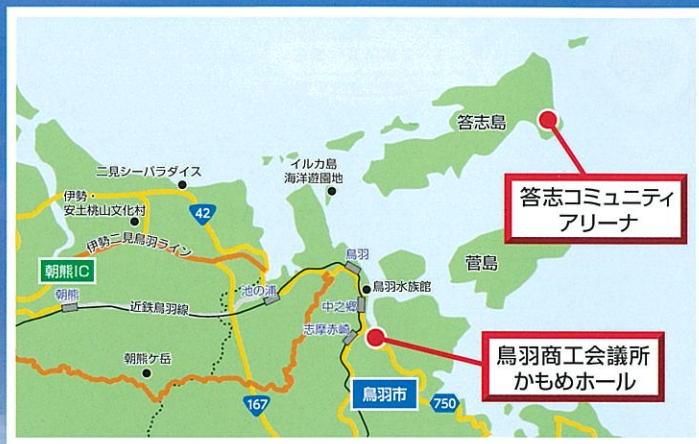 答志島
答志コミュニティ
アリーナ
イルカ島
海洋遊園地
二見シーパラダイス
伊勢・
安土桃山文化村
42
伊勢二見鳥羽ライン
菅島
朝熊IC
鳥羽
池の浦
鳥羽水族館
朝熊
近鉄鳥羽線
中之郷
志摩赤崎
鳥羽商工会議所
かもめホール
朝熊ケ岳
鳥羽市
167
750